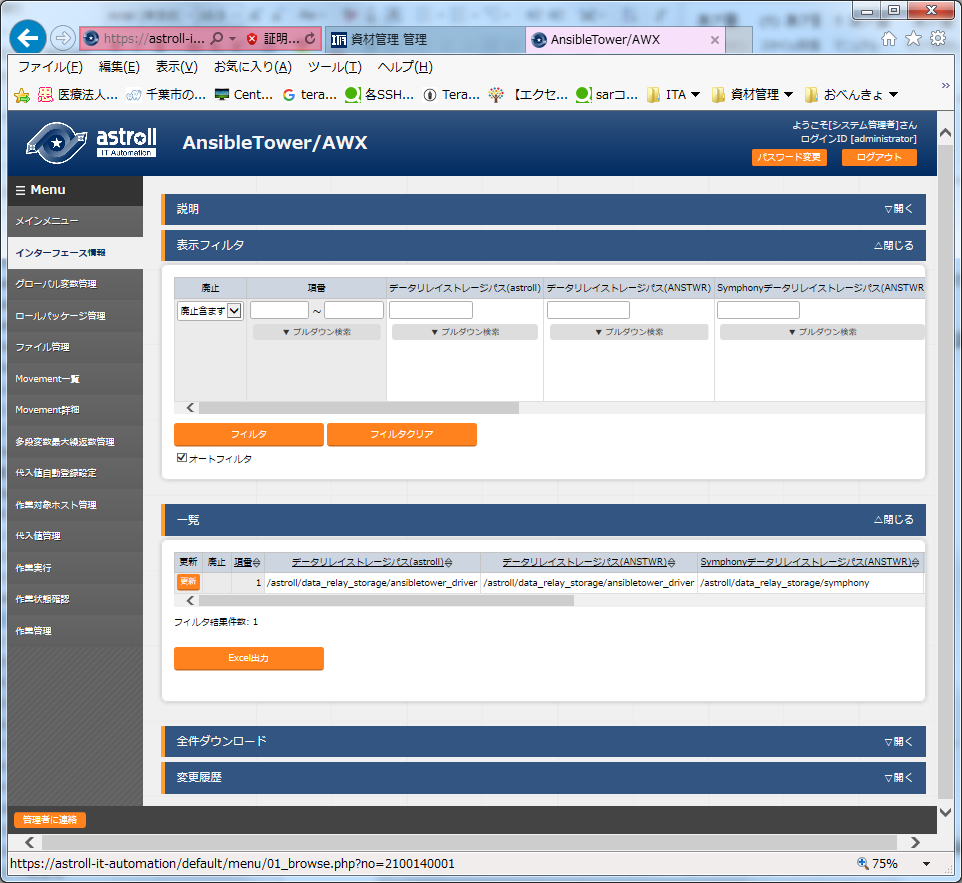 https://astroll-i...
証明...
資材管理 管理
AnsibleTower/AWX
ファイル(F) 編集(E) 表示(V) お気に入り(A) ツール(T) ヘルプ(H)
医療法人... 千葉市の... Cent... tera... 各SSH... Tera... 【エクセ... sarコ... ITA 資材管理 おべんきょ
astroll
IT Automation
AnsibleTower/AWX
ようこそ[システム管理者]さん
ログインID [administrator]
パスワード変更 ログアウト
Menu
メインメニュー
インターフェース情報
グローバル変数管理
ロールパッケージ管理
ファイル管理
Movement一覧
Movement詳細
多段変数最大繰返数管理
代入値自動登録設定
作業対象ホスト管理
代入値管理
作業実行
作業状態確認
作業管理
説明 ▽開く
表示フィルタ △閉じる
廃止 項番 データリレイストレージパス(astroll) データリレイストレージパス(ANSTWR) Symphonyデータリレイストレージパス(ANSTWR
廃止含まず ～
▼ プルダウン検索 ▼ プルダウン検索 ▼ プルダウン検索 ▼ プルダウン検索
フィルタ フィルタクリア
オートフィルタ
一覧 △閉じる
更新 廃止 項番 データリレイストレージパス(astroll) データリレイストレージパス(ANSTWR) Symphonyデータリレイストレージパス(ANSTWR)
更新 1 /astroll/data_relay_storage/ansibletower_driver /astroll/data_relay_storage/ansibletower_driver /astroll/data_relay_storage/symphony
フィルタ結果件数: 1
Excel出力
全件ダウンロード ▽開く
変更履歴 ▽開く
管理者に連絡
https://astroll-it-automation/default/menu/01_browse.php?no=2100140001
75%